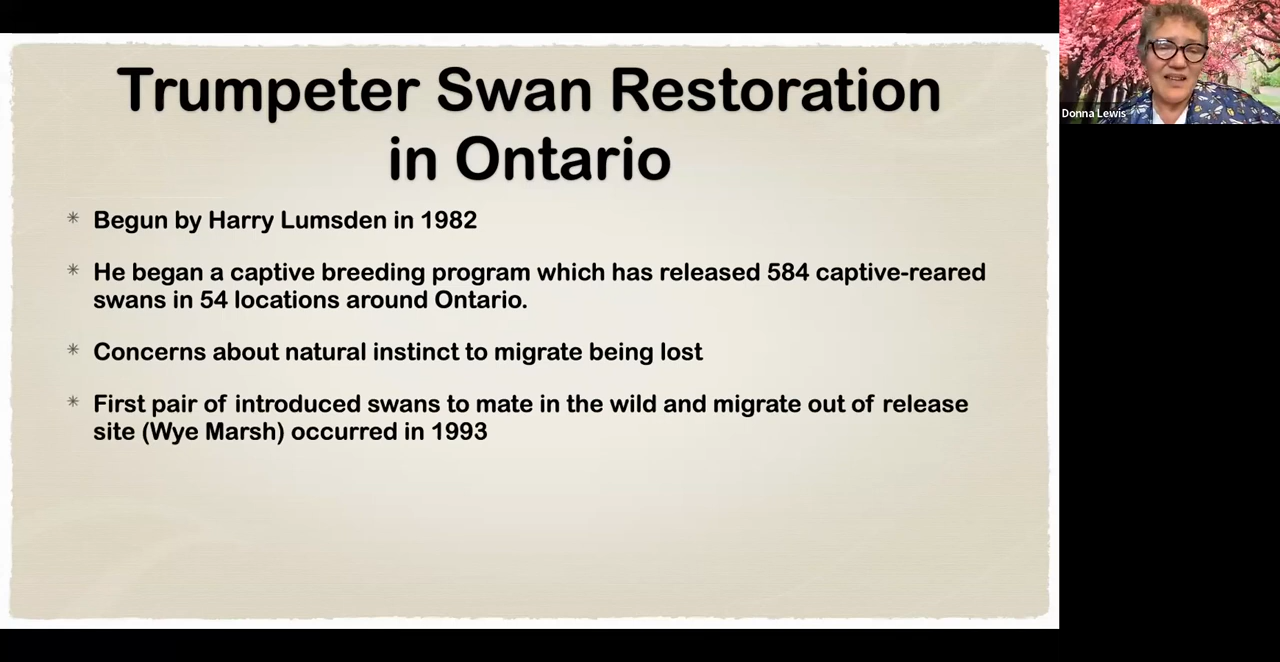 Trumpeter Swan Restoration
in Ontario
Begun by Harry Lumsden in 1982
He began a captive breeding program which has released 584 captive-reared
swans in 54 locations around Ontario.
Concerns about natural instinct to migrate being lost
First pair of introduced swans to mate in the wild and migrate out of release
site (Wye Marsh) occurred in 1993
Donna Lewis